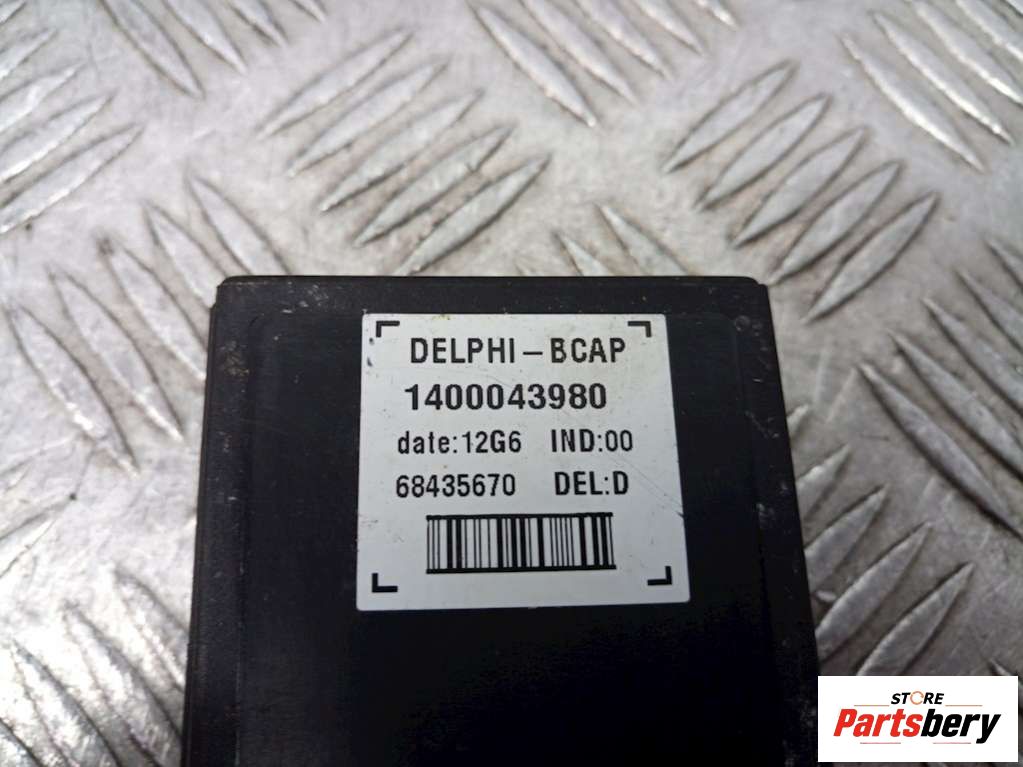 DELPHI-BCAP
1400043980
date:12G6 IND:00
68435670 DEL:D
STORE
Partsbery